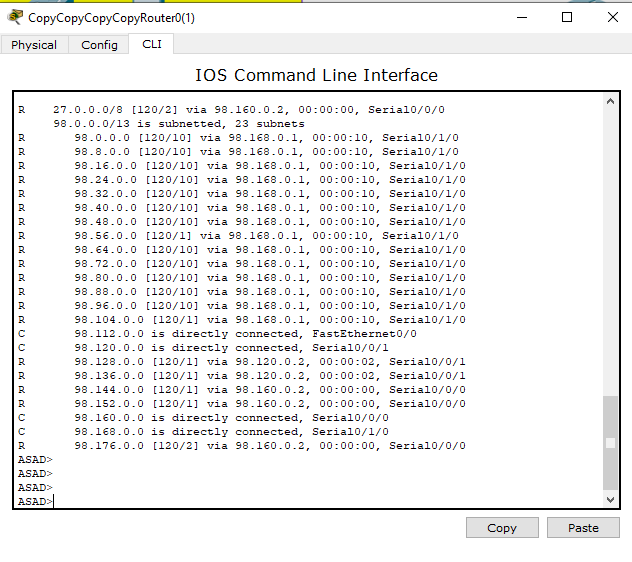 CopyCopyCopyCopyRouter0(1)
Physical Config CLI
IOS Command Line Interface
R 27.0.0.0/8 [120/2] via 98.160.0.2, 00:00:00, Serial0/0/0
98.0.0.0/13 is subnetted, 23 subnets
R 98.0.0.0 [120/10] via 98.168.0.1, 00:00:10, Serial0/1/0
R 98.8.0.0 [120/10] via 98.168.0.1, 00:00:10, Serial0/1/0
R 98.16.0.0 [120/10] via 98.168.0.1, 00:00:10, Serial0/1/0
R 98.24.0.0 [120/10] via 98.168.0.1, 00:00:10, Serial0/1/0
R 98.32.0.0 [120/10] via 98.168.0.1, 00:00:10, Serial0/1/0
R 98.40.0.0 [120/10] via 98.168.0.1, 00:00:10, Serial0/1/0
R 98.48.0.0 [120/10] via 98.168.0.1, 00:00:10, Serial0/1/0
R 98.56.0.0 [120/1] via 98.168.0.1, 00:00:10, Serial0/1/0
R 98.64.0.0 [120/10] via 98.168.0.1, 00:00:10, Serial0/1/0
R 98.72.0.0 [120/10] via 98.168.0.1, 00:00:10, Serial0/1/0
R 98.80.0.0 [120/10] via 98.168.0.1, 00:00:10, Serial0/1/0
R 98.88.0.0 [120/10] via 98.168.0.1, 00:00:10, Serial0/1/0
R 98.96.0.0 [120/10] via 98.168.0.1, 00:00:10, Serial0/1/0
R 98.104.0.0 [120/1] via 98.168.0.1, 00:00:10, Serial0/1/0
C 98.112.0.0 is directly connected, FastEthernet0/0
C 98.120.0.0 is directly connected, Serial0/0/1
R 98.128.0.0 [120/1] via 98.120.0.2, 00:00:02, Serial0/0/1
R 98.136.0.0 [120/1] via 98.120.0.2, 00:00:02, Serial0/0/1
R 98.144.0.0 [120/1] via 98.160.0.2, 00:00:00, Serial0/0/0
R 98.152.0.0 [120/1] via 98.160.0.2, 00:00:00, Serial0/0/0
C 98.160.0.0 is directly connected, Serial0/0/0
C 98.168.0.0 is directly connected, Serial0/1/0
R 98.176.0.0 [120/2] via 98.160.0.2, 00:00:00, Serial0/0/0
ASAD>
ASAD>
ASAD>
ASAD>
Copy Paste